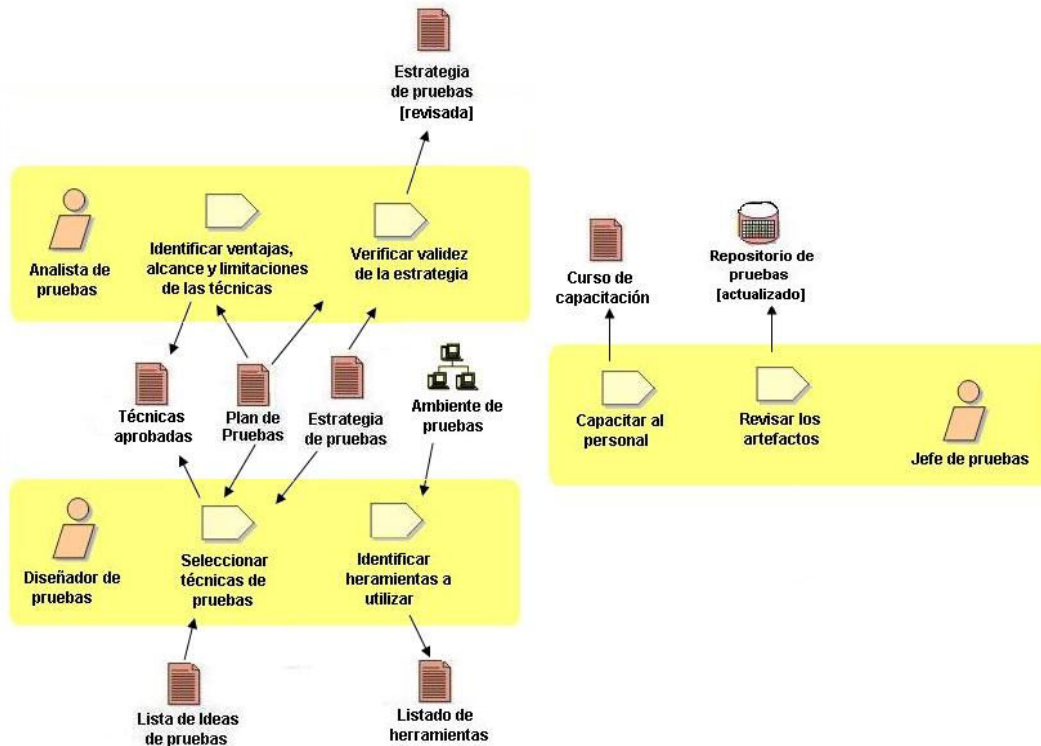 Estrategia
de pruebas
[revisada]
Analista de
pruebas
Identificar ventajas,
alcance y limitaciones
de las técnicas
Verificar validez
de la estrategia
Curso de
capacitación
Repositorio de
pruebas
[actualizado]
Técnicas
aprobadas
Plan de
Pruebas
Estrategia
de pruebas
Ambiente de
pruebas
Capacitar al
personal
Revisar los
artefactos
Jefe de pruebas
Diseñador de
pruebas
Seleccionar
técnicas de
pruebas
Identificar
heramientas a
utilizar
Lista de Ideas
de pruebas
Listado de
herramientas